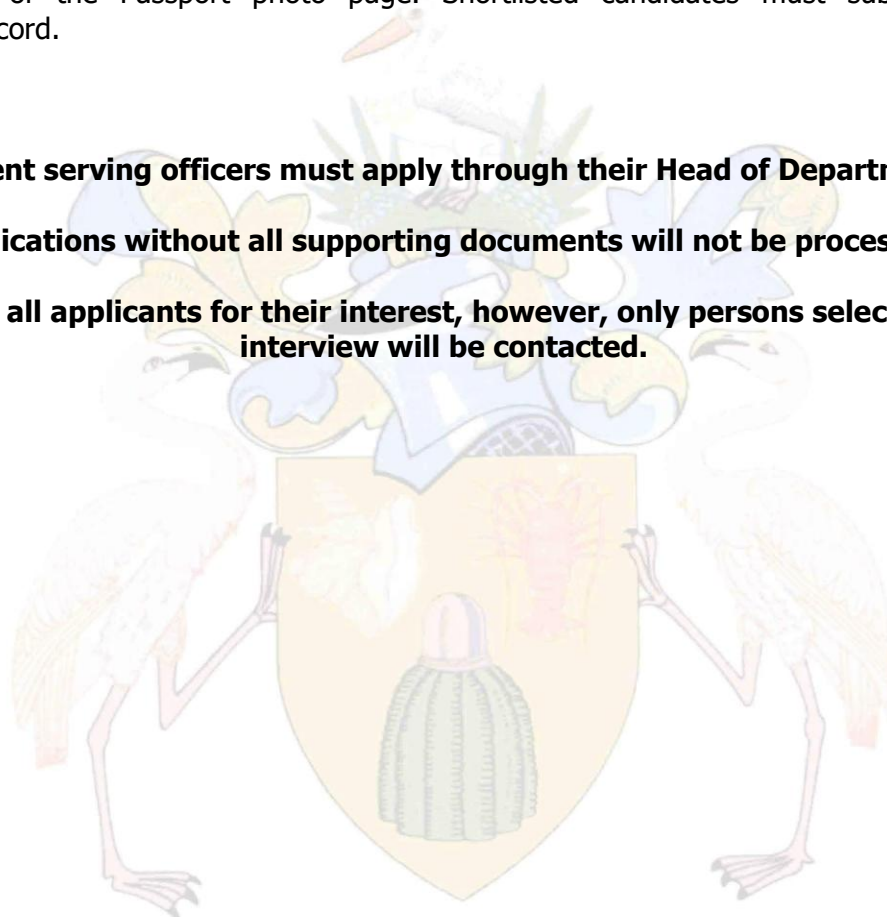 of the Passport photo page. Shortlisted candidates must sub
cord.
ent serving officers must apply through their Head of Departm
ications without all supporting documents will not be proces
all applicants for their interest, however, only persons selec
interview will be contacted.